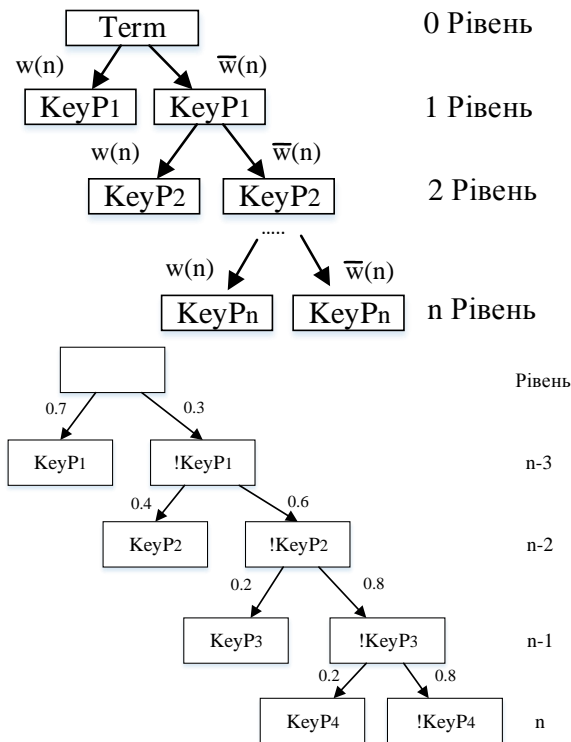 Term 0 Рівень
w(n) w̅(n)
KeyP1 KeyP1 1 Рівень
w(n) w̅(n)
KeyP2 KeyP2 2 Рівень
.....
w(n) w̅(n)
KeyPn KeyPn n Рівень
Рівень
0.7 0.3
KeyP1 !KeyP1 n-3
0.4 0.6
KeyP2 !KeyP2 n-2
0.2 0.8
KeyP3 !KeyP3 n-1
0.2 0.8
KeyP4 !KeyP4 n